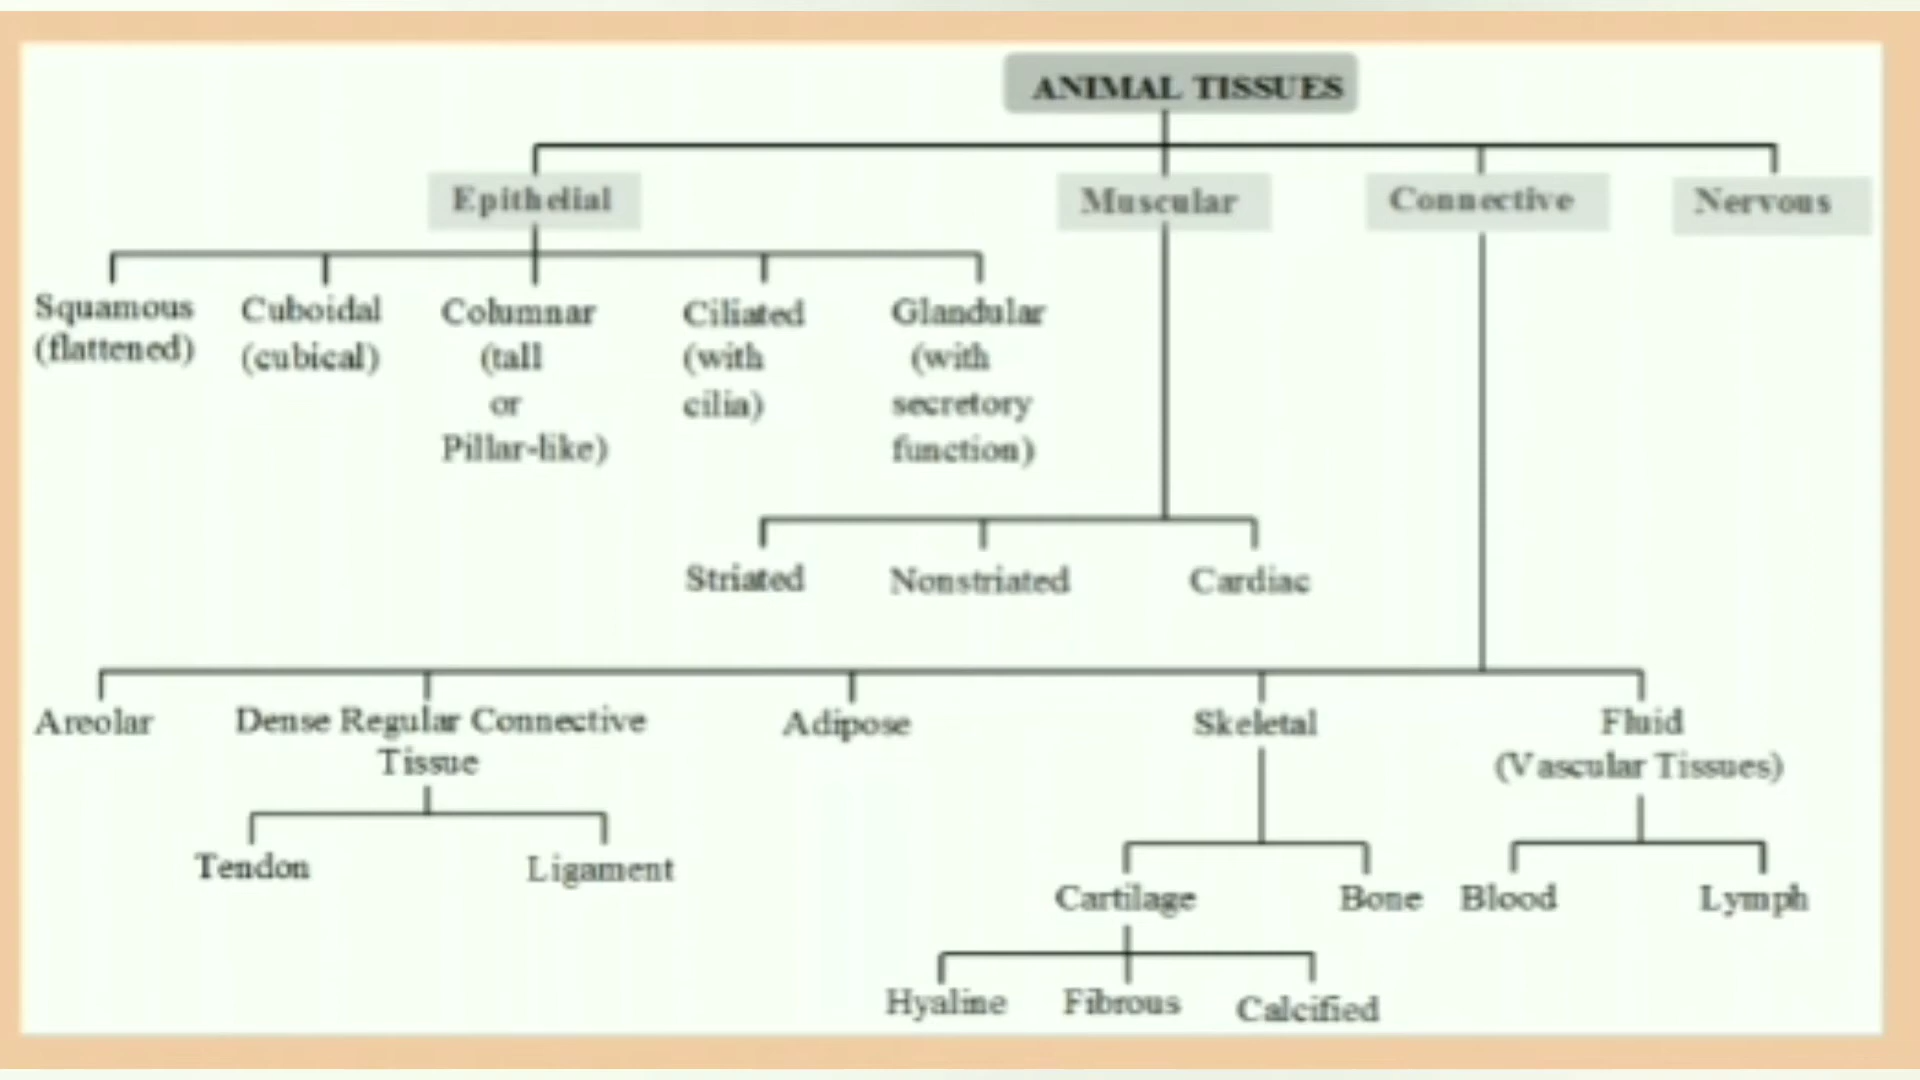 ANIMAL TISSUES
Epithelial
Muscular
Connective
Nervous
Squamous
(flattened)
Cuboidal
(cubical)
Columnar
(tall
or
Pillar-like)
Ciliated
(with
cilia)
Glandular
(with
secretory
function)
Striated
Nonstriated
Cardiac
Areolar
Dense Regular Connective
Tissue
Adipose
Skeletal
Fluid
(Vascular Tissues)
Tendon
Ligament
Cartilage
Bone
Blood
Lymph
Hyaline
Fibrous
Calcified